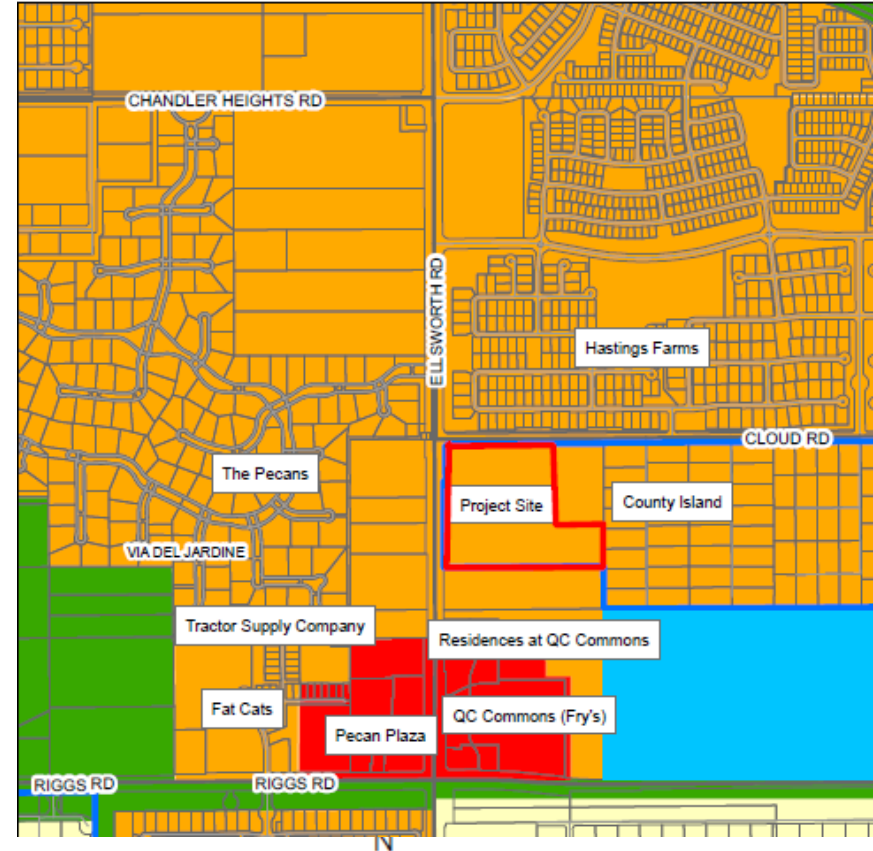 CHANDLER HEIGHTS RD
ELLSWORTH RD
Hastings Farms
CLOUD RD
The Pecans
Project Site
County Island
VIA DEL JARDINE
Tractor Supply Company
Residences at QC Commons
Fat Cats
QC Commons (Fry's)
Pecan Plaza
RIGGS RD
RIGGS RD
N